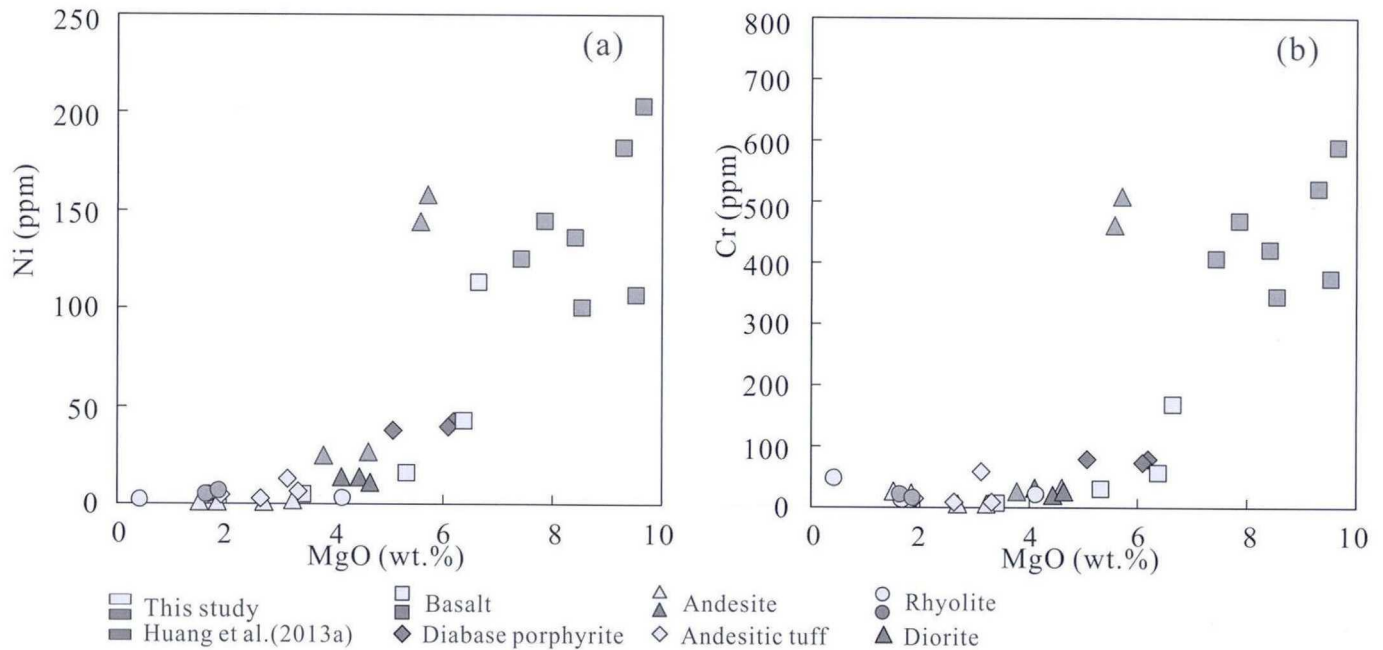 (a)
250
200
150
100
50
0
Ni (ppm)
0 2 4 6 8 10
MgO (wt.%)
(b)
800
700
600
500
400
300
200
100
0
Cr (ppm)
0 2 4 6 8 10
MgO (wt.%)
This study
Huang et al.(2013a)
Basalt
Diabase porphyrite
Andesite
Andesitic tuff
Rhyolite
Diorite